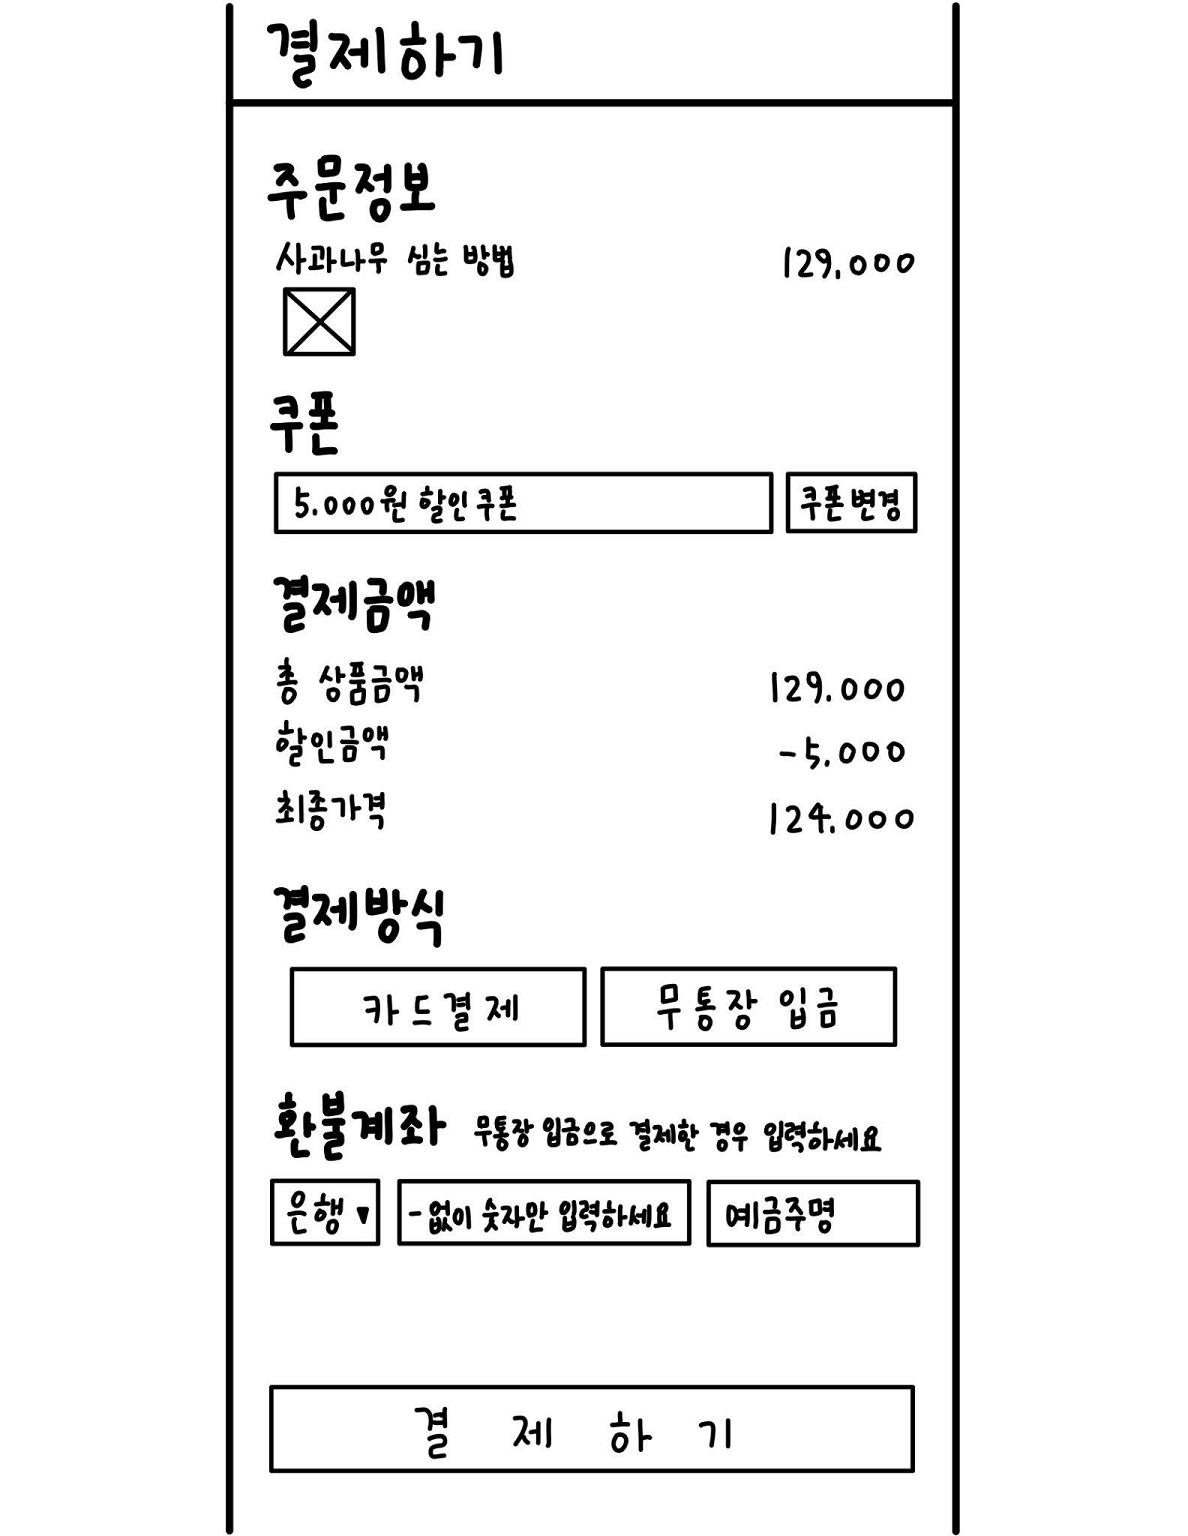 결제하기
주문정보
사과나무 심는 방법 129,000
쿠폰
5.000원 할인쿠폰 쿠폰변경
결제금액
총 상품금액 129.000
할인금액 -5.000
최종가격 124.000
결제방식
카드결제 무통장 입금
환불계좌 무통장 입금으로 결제한 경우 입력하세요
은행 ▼ -없이 숫자만 입력하세요 예금주명
결제하기